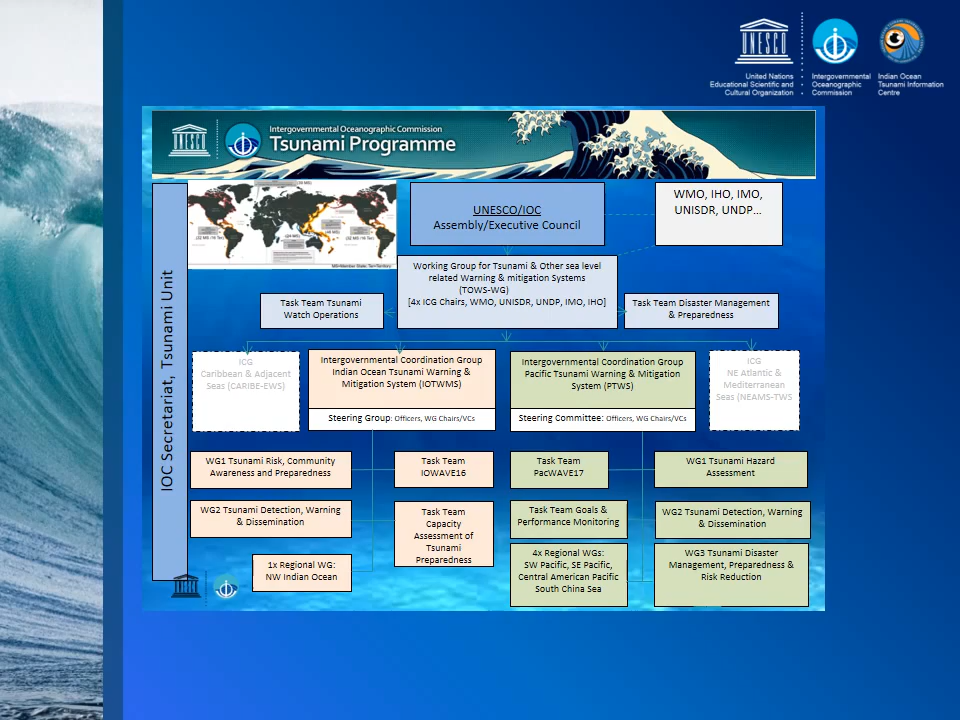 UNESCO
United Nations
Educational Scientific and
Cultural Organization
Intergovernmental
Oceanographic
Commission
Indian Ocean
Tsunami Information
Centre
UNESCO
Intergovernmental Oceanographic Commission
Tsunami Programme
IOC Secretariat, Tsunami Unit
UNESCO/IOC
Assembly/Executive Council
WMO, IHO, IMO,
UNISDR, UNDP...
Working Group for Tsunami & Other sea level
related Warning & mitigation Systems
(TOWS-WG)
[4x ICG Chairs, WMO, UNISDR, UNDP, IMO, IHO]
Task Team Tsunami
Watch Operations
Task Team Disaster Management
& Preparedness
ICG
Caribbean & Adjacent
Seas (CARIBE-EWS)
Intergovernmental Coordination Group
Indian Ocean Tsunami Warning &
Mitigation System (IOTWMS)
Steering Group: Officers, WG Chairs/VCs
Intergovernmental Coordination Group
Pacific Tsunami Warning & Mitigation
System (PTWS)
Steering Committee: Officers, WG Chairs/VCs
ICG
NE Atlantic &
Mediterranean
Seas (NEAMS-TWS
WG1 Tsunami Risk, Community
Awareness and Preparedness
Task Team
IOWAVE16
Task Team
PacWAVE17
WG1 Tsunami Hazard
Assessment
WG2 Tsunami Detection, Warning
& Dissemination
Task Team
Capacity
Assessment of
Tsunami
Preparedness
Task Team Goals &
Performance Monitoring
WG2 Tsunami Detection, Warning
& Dissemination
1x Regional WG:
NW Indian Ocean
4x Regional WGs:
SW Pacific, SE Pacific,
Central American Pacific
South China Sea
WG3 Tsunami Disaster
Management, Preparedness &
Risk Reduction